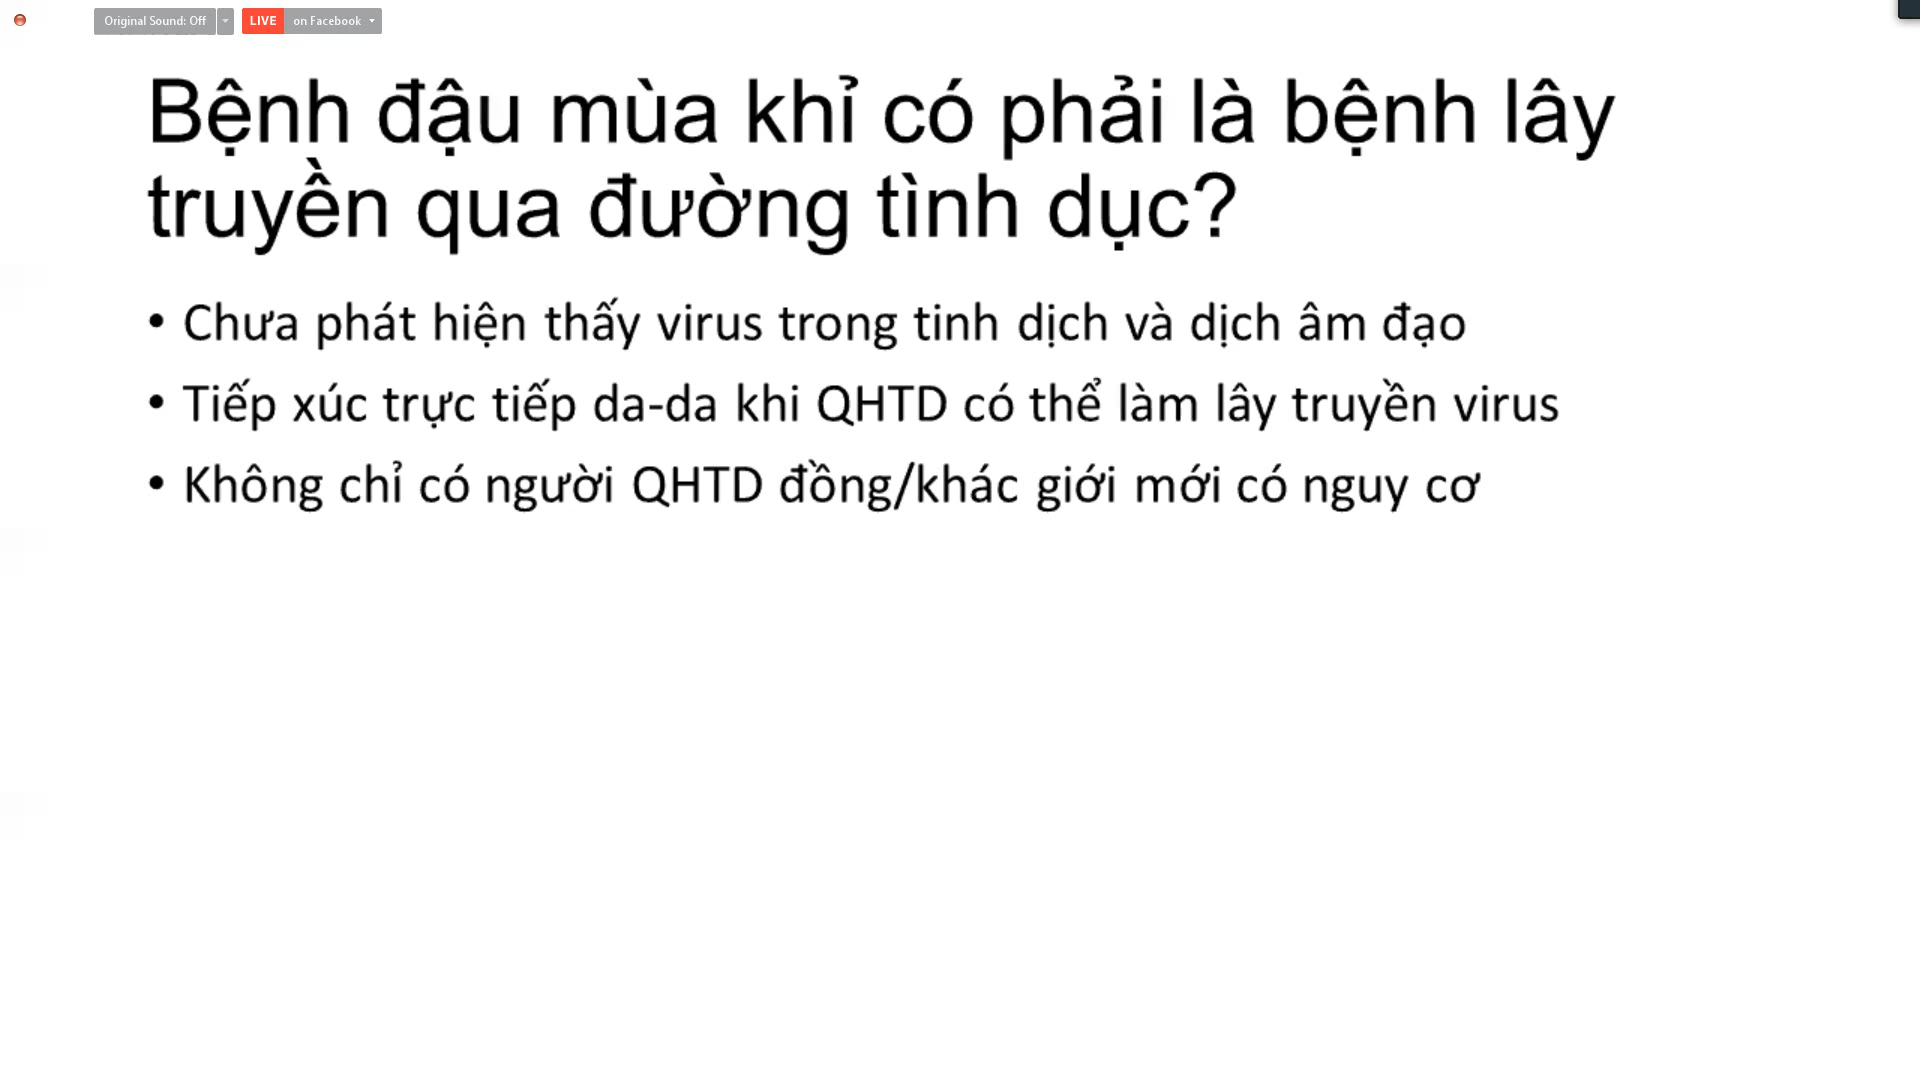 Original Sound: Off LIVE on Facebook
Bệnh đậu mùa khỉ có phải là bệnh lây
truyền qua đường tình dục?
• Chưa phát hiện thấy virus trong tinh dịch và dịch âm đạo
• Tiếp xúc trực tiếp da-da khi QHTD có thể làm lây truyền virus
• Không chỉ có người QHTD đồng/khác giới mới có nguy cơ